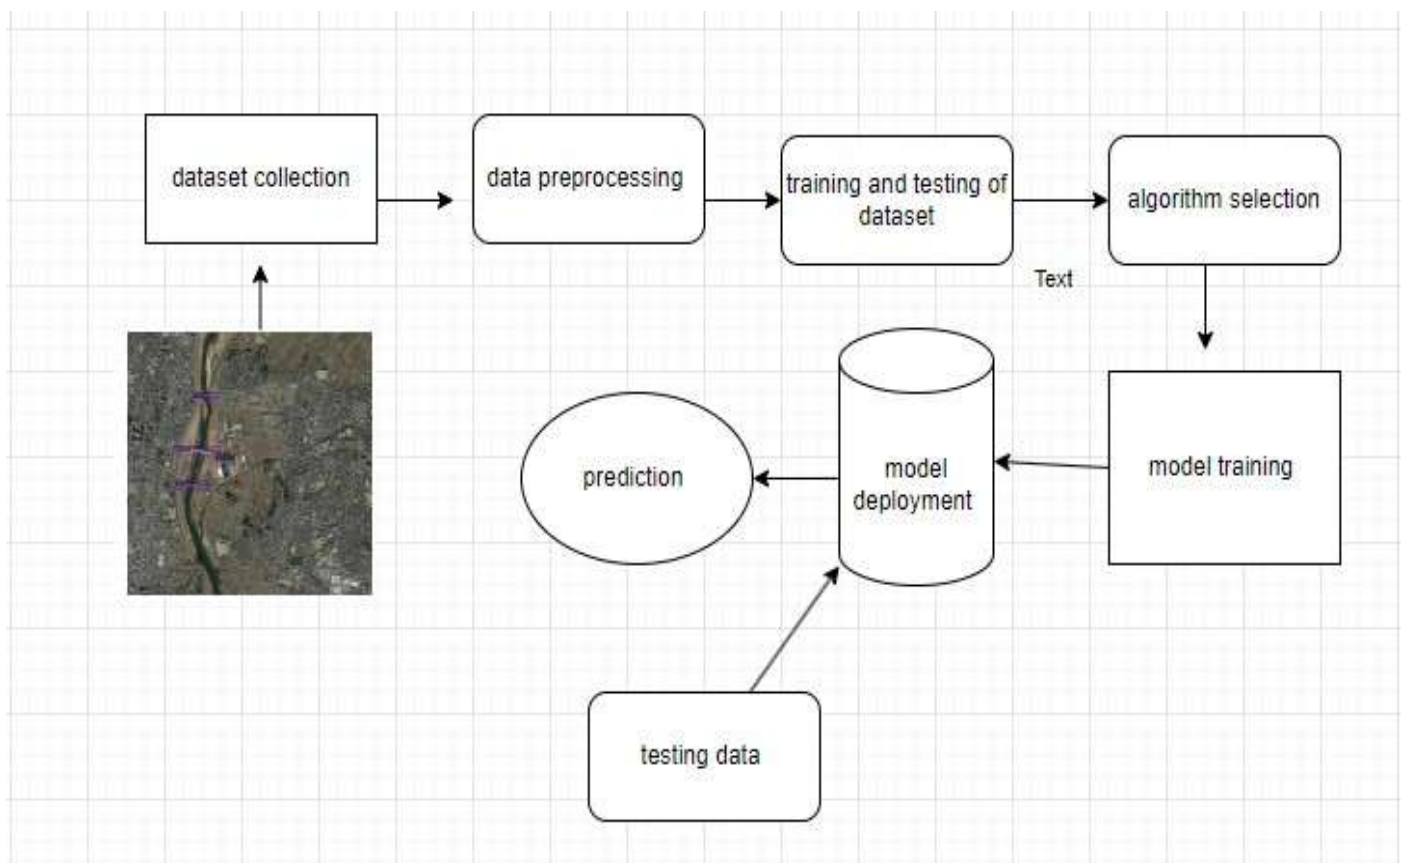 dataset collection
data preprocessing
training and testing of
dataset
algorithm selection
Text
model training
model
deployment
prediction
testing data